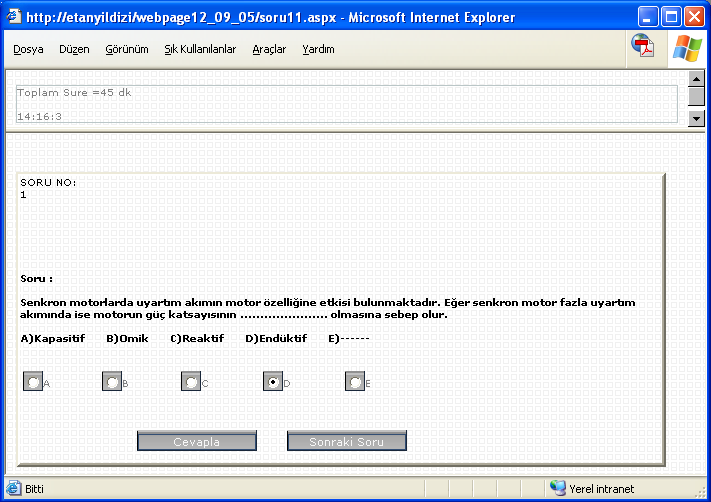 http://etanyildizi/webpage12_09_05/soru11.aspx - Microsoft Internet Explorer
Dosya Düzen Görünüm Sık Kullanılanlar Araçlar Yardım
Toplam Sure =45 dk
14:16:3
SORU NO:
1
Soru :
Senkron motorlarda uyartım akımın motor özelliğine etkisi bulunmaktadır. Eğer senkron motor fazla uyartım
akımında ise motorun güç katsayısının ...................... olmasına sebep olur.
A)Kapasitif B)Omik C)Reaktif D)Endüktif E)------
A B C D E
Cevapla Sonraki Soru
Bitti Yerel intranet